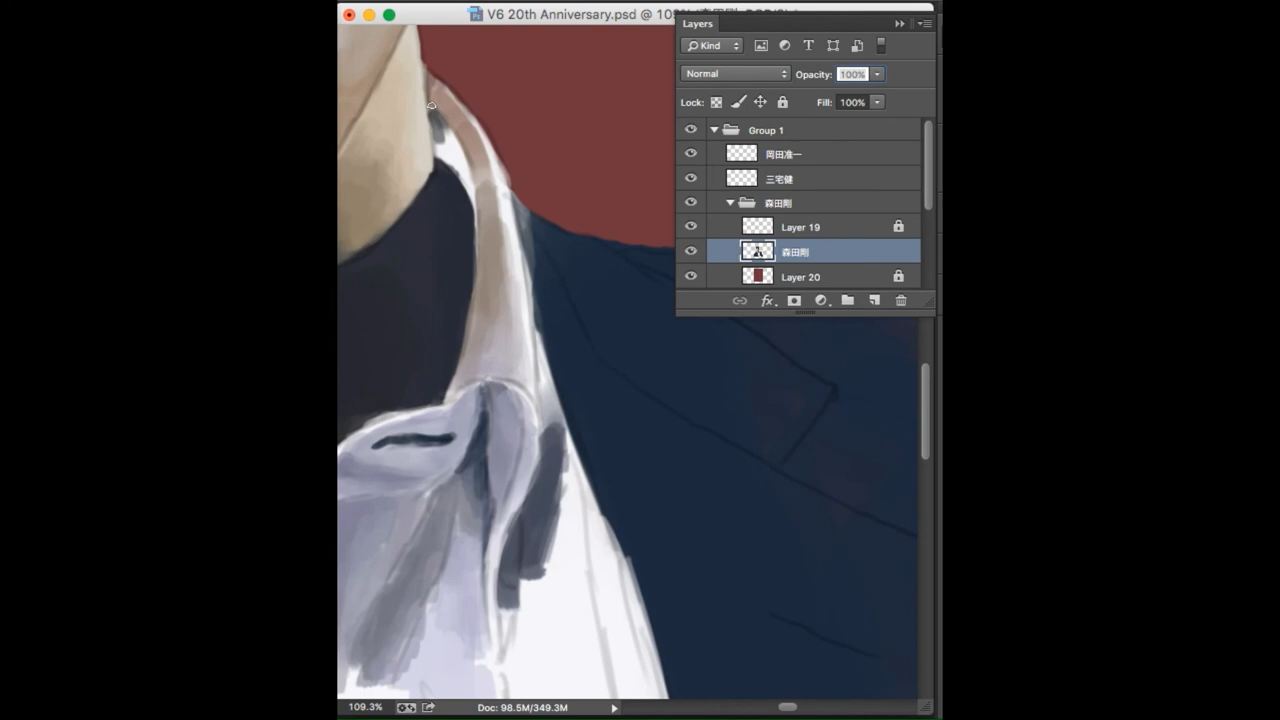 V6 20th Anniversary.psd @ 10
Layers
Kind
Normal
Opacity: 100%
Lock:
Fill: 100%
Group 1
岡田准一
三宅健
森田剛
Layer 19
森田剛
Layer 20
fx
109.3%
Doc: 98.5M/349.3M